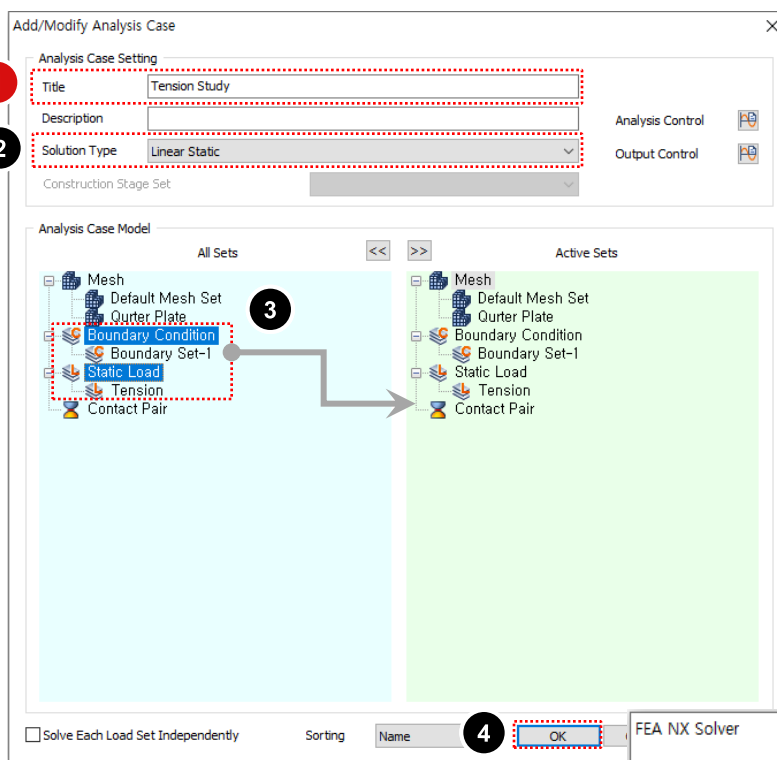 Add/Modify Analysis Case
Analysis Case Setting
Title Tension Study
Description
Analysis Control
2
Solution Type Linear Static
Output Control
Construction Stage Set
Analysis Case Model
All Sets << >> Active Sets
Mesh
Default Mesh Set
Qurter Plate
Boundary Condition
Boundary Set-1
Static Load
Tension
Contact Pair
3
Mesh
Default Mesh Set
Qurter Plate
Boundary Condition
Boundary Set-1
Static Load
Tension
Contact Pair
Solve Each Load Set Independently Sorting Name 4 OK
FEA NX Solver